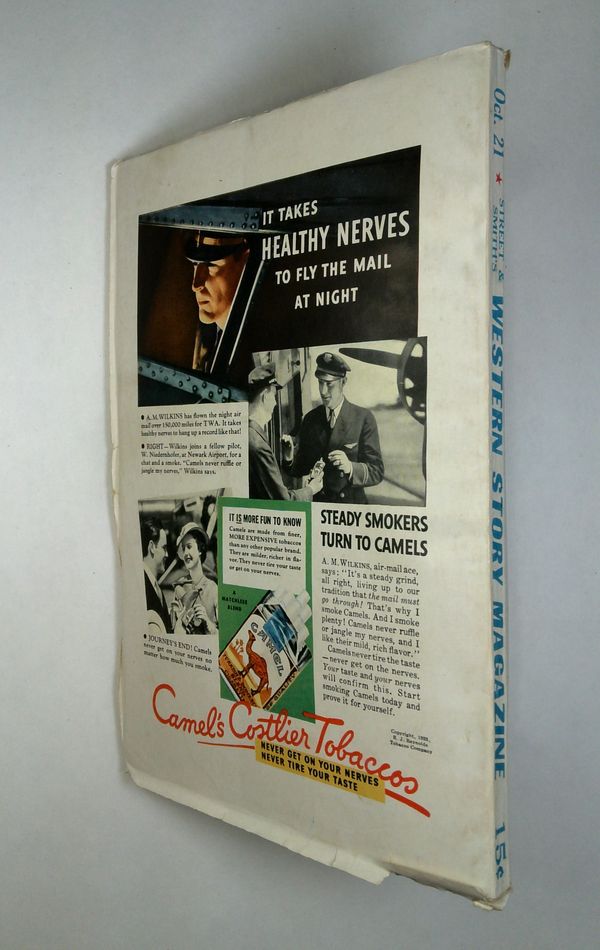 IT TAKES
HEALTHY NERVES
TO FLY THE MAIL
AT NIGHT
• A. M. WILKINS has flown the night air
mail over 150,000 miles for TWA. It takes
healthy nerves to hang up a record like that!
• RIGHT—Wilkins joins a fellow pilot,
W. Niedernhofer, at Newark Airport, for a
chat and a smoke. "Camels never ruffle or
jangle my nerves," Wilkins says.
• JOURNEY'S END! Camels
never get on your nerves no
matter how much you smoke.
IT IS MORE FUN TO KNOW
Camels are made from finer,
MORE EXPENSIVE tobaccos
than any other popular brand.
They are milder, richer in fla-
vor. They never tire your taste
or get on your nerves.
A
MATCHLESS
BLEND
CAMEL
STEADY SMOKERS
TURN TO CAMELS
A. M. WILKINS, air-mail ace,
says: "It's a steady grind,
all right, living up to our
tradition that the mail must
go through! That's why I
smoke Camels. And I smoke
plenty! Camels never ruffle
or jangle my nerves, and I
like their mild, rich flavor."
Camels never tire the taste
—never get on the nerves.
Your taste and your nerves
will confirm this. Start
smoking Camels today and
prove it for yourself.
Copyright, 1933,
R. J. Reynolds
Tobacco Company
Camel's Costlier Tobaccos
NEVER GET ON YOUR NERVES
NEVER TIRE YOUR TASTE
Oct. 21 ★ STREET & SMITH'S WESTERN STORY MAGAZINE 15¢